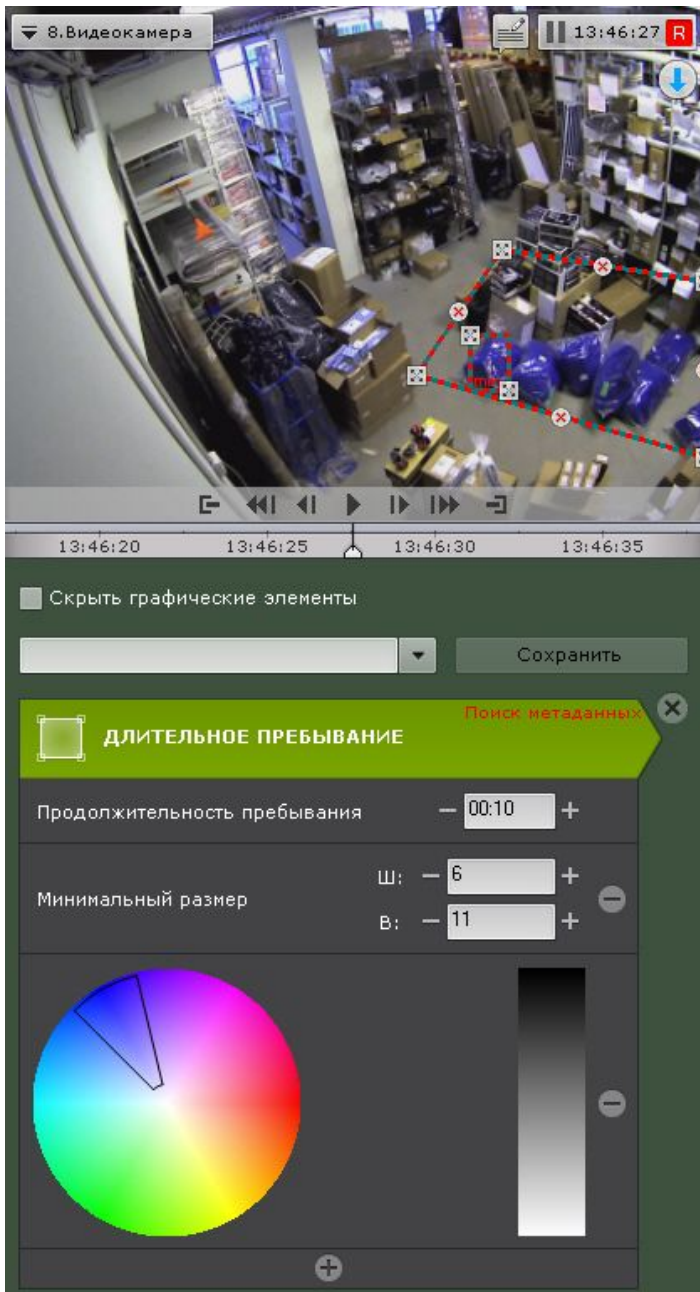 8.Видеокамера
13:46:27 R
min
13:46:20 13:46:25 13:46:30 13:46:35
Скрыть графические элементы
Сохранить
Поиск метаданных
ДЛИТЕЛЬНОЕ ПРЕБЫВАНИЕ
Продолжительность пребывания 00:10
Минимальный размер
Ш: 6
В: 11